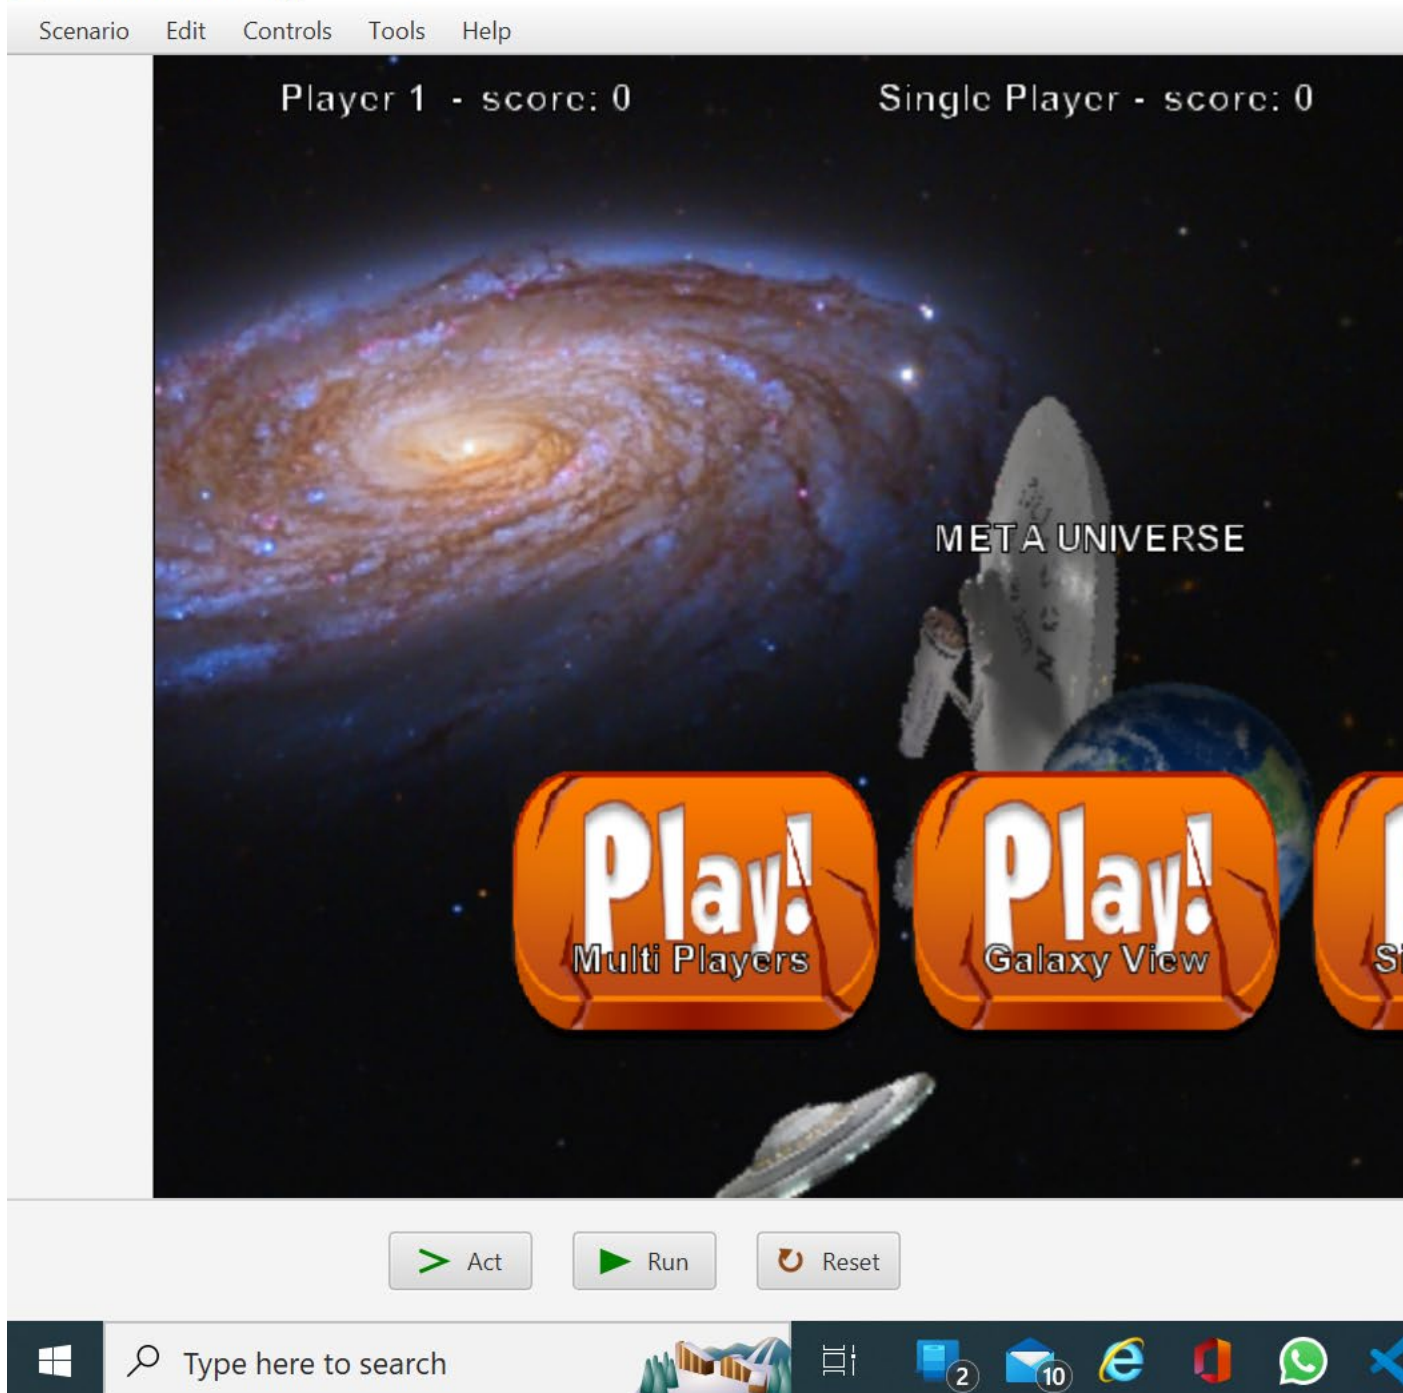 Scenario Edit Controls Tools Help
Player 1 - score: 0 Single Player - score: 0
META UNIVERSE
Play! Play!
Multi Players Galaxy View Si
Act Run Reset
Type here to search 2 10